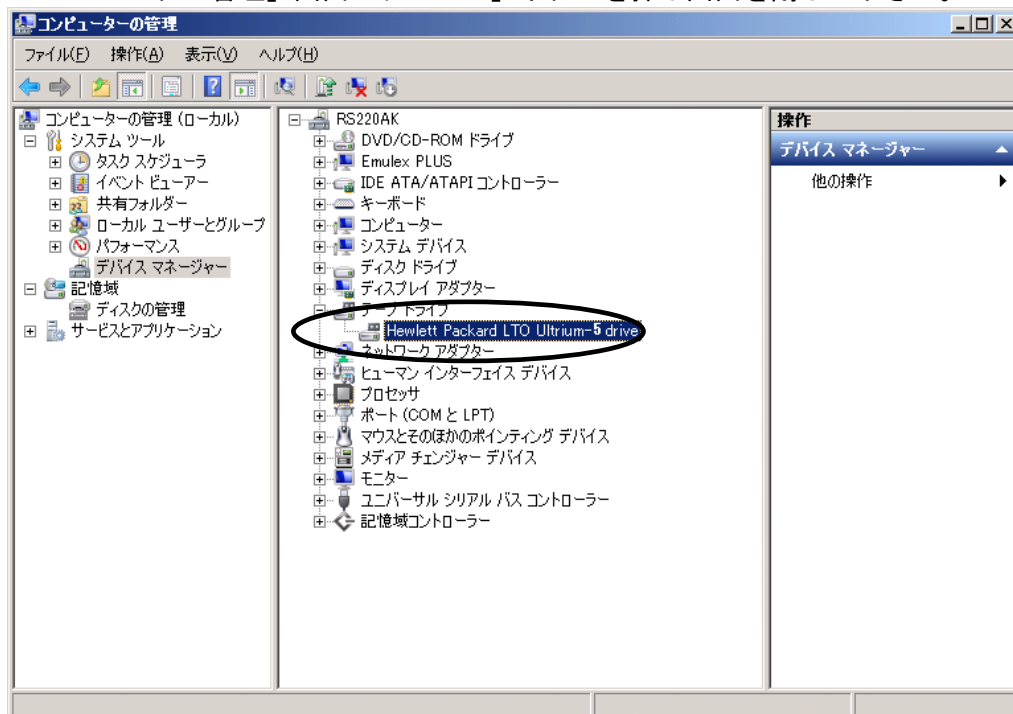 コンピューターの管理
ファイル(F) 操作(A) 表示(V) ヘルプ(H)
コンピューターの管理 (ローカル)
システム ツール
タスク スケジューラ
イベント ビューアー
共有フォルダー
ローカル ユーザーとグループ
パフォーマンス
デバイス マネージャー
記憶域
ディスクの管理
サービスとアプリケーション
RS220AK
DVD/CD-ROM ドライブ
Emulex PLUS
IDE ATA/ATAPI コントローラー
キーボード
コンピューター
システム デバイス
ディスク ドライブ
ディスプレイ アダプター
テープ ドライブ
Hewlett Packard LTO Ultrium-5 drive
ネットワーク アダプター
ヒューマン インターフェイス デバイス
プロセッサ
ポート (COM と LPT)
マウスとそのほかのポインティング デバイス
メディア チェンジャー デバイス
モニター
ユニバーサル シリアル バス コントローラー
記憶域コントローラー
操作
デバイス マネージャー
他の操作